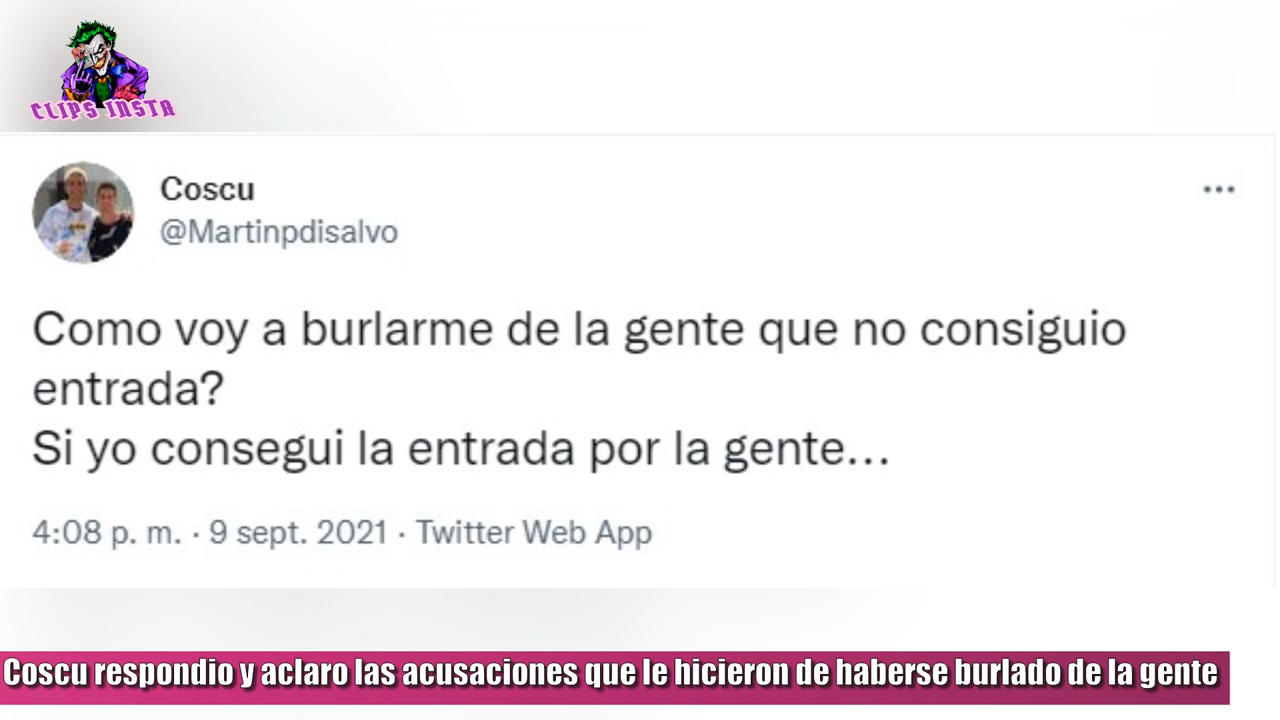 CLIPS INSTA
Coscu
@Martinpdisalvo
Como voy a burlarme de la gente que no consiguio
entrada?
Si yo consegui la entrada por la gente...
4:08 p. m. · 9 sept. 2021 · Twitter Web App
Coscu respondio y aclaro las acusaciones que le hicieron de haberse burlado de la gente